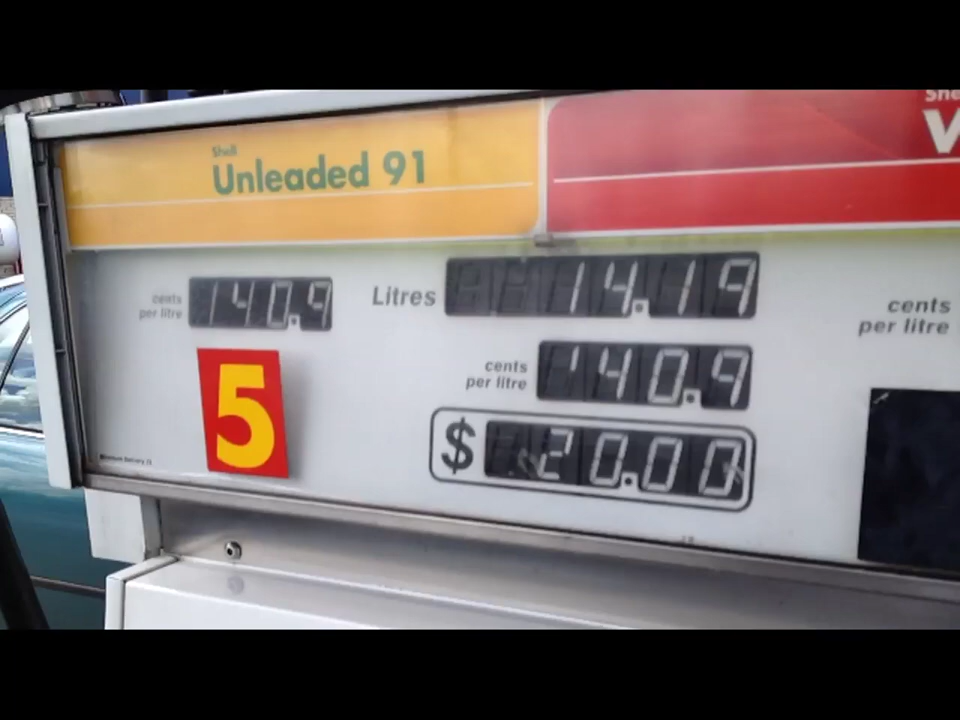 Shell
Unleaded 91
She
V
cents
per litre
140.9
Litres
14.19
cents
per litre
140.9
5
$ 20.00
cents
per litre